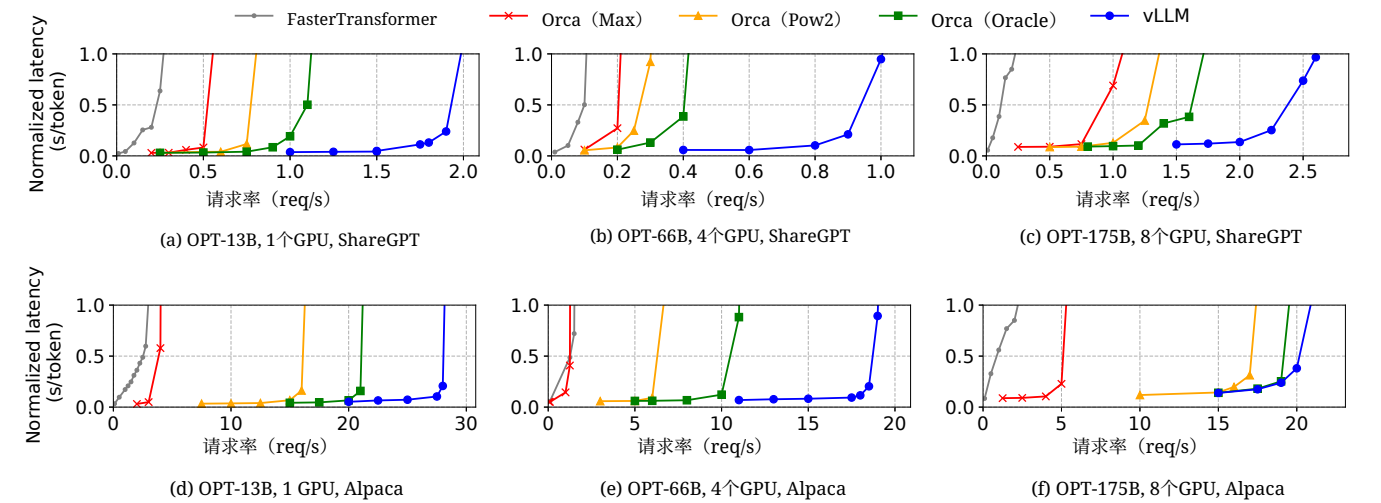 FasterTransformer Orca（Max） Orca（Pow2） Orca（Oracle） vLLM
Normalized latency
(s/token)
1.0
0.5
0.0
0.0 0.5 1.0 1.5 2.0
请求率（req/s）
(a) OPT-13B, 1个GPU, ShareGPT
1.0
0.5
0.0
0.0 0.2 0.4 0.6 0.8 1.0
请求率（req/s）
(b) OPT-66B, 4个GPU, ShareGPT
1.0
0.5
0.0
0.0 0.5 1.0 1.5 2.0 2.5
请求率（req/s）
(c) OPT-175B, 8个GPU, ShareGPT
Normalized latency
(s/token)
1.0
0.5
0.0
0 10 20 30
请求率（req/s）
(d) OPT-13B, 1 GPU, Alpaca
1.0
0.5
0.0
0 5 10 15 20
请求率（req/s）
(e) OPT-66B, 4个GPU, Alpaca
1.0
0.5
0.0
0 5 10 15 20
请求率（req/s）
(f) OPT-175B, 8个GPU, Alpaca